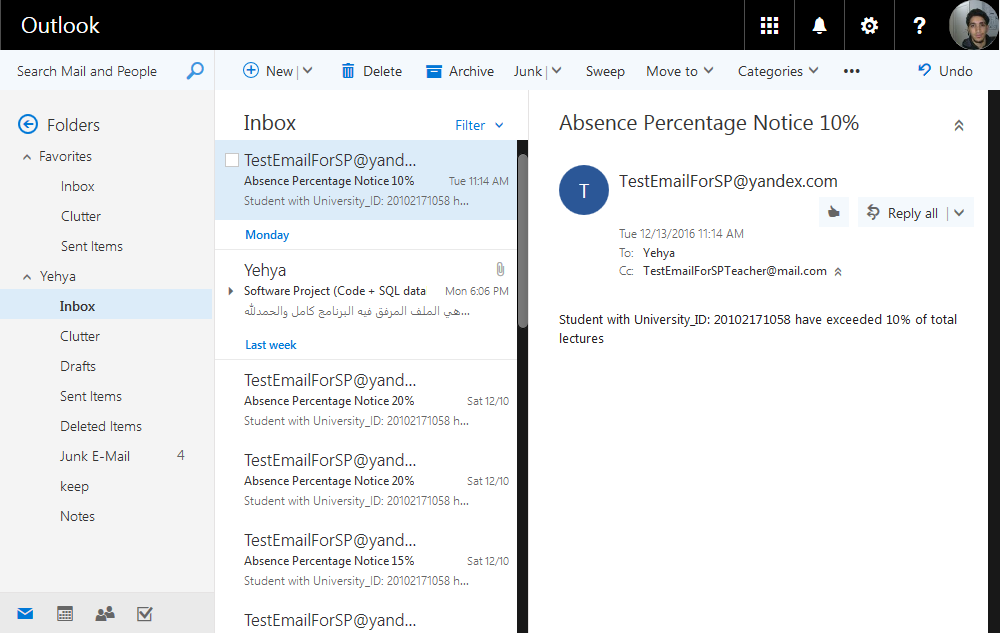 Outlook
?
Search Mail and People
New
Delete
Archive
Junk
Sweep
Move to
Categories
•••
Undo
Folders
Favorites
Inbox
Clutter
Sent Items
Yehya
Inbox
Clutter
Drafts
Sent Items
Deleted Items
Junk E-Mail 4
keep
Notes
Inbox
Filter
TestEmailForSP@yand...
Absence Percentage Notice 10% Tue 11:14 AM
Student with University_ID: 20102171058 h...
Monday
Yehya
Software Project (Code + SQL data Mon 6:06 PM
هي الملف المرفق فيه البرنامج كامل والحمدلله...
Last week
TestEmailForSP@yand...
Absence Percentage Notice 20% Sat 12/10
Student with University_ID: 20102171058 h...
TestEmailForSP@yand...
Absence Percentage Notice 20% Sat 12/10
Student with University_ID: 20102171058 h...
TestEmailForSP@yand...
Absence Percentage Notice 15% Sat 12/10
Student with University_ID: 20102171058 h...
TestEmailForSP@yand...
Absence Percentage Notice 10%
T
TestEmailForSP@yandex.com
Reply all
Tue 12/13/2016 11:14 AM
To: Yehya
Cc: TestEmailForSPTeacher@mail.com
Student with University_ID: 20102171058 have exceeded 10% of total
lectures